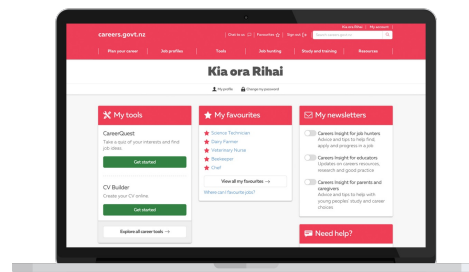 Kia ora Rihai | My account
careers.govt.nz
Chat to us
Favourites
Sign out
Search careers.govt.nz
Plan your career
Job profiles
Tools
Job hunting
Study and training
Resources
Kia ora Rihai
My profile
Change my password
My tools
CareerQuest
Take a quiz of your interests and find
job ideas
Get started
CV Builder
Create your CV online
Get started
Explore all career tools →
My favourites
Science Technician
Dairy Farmer
Veterinary Nurse
Beekeeper
Chef
View all my favourites →
Where can I favourite jobs?
My newsletters
Careers Insight for job hunters
Advice and tips to help find,
apply and progress in a job
Careers Insight for educators
Updates on careers resources,
research and good practice
Careers Insight for parents and
caregivers
Advice and tips to help with
young peoples' study and career
choices
Need help?